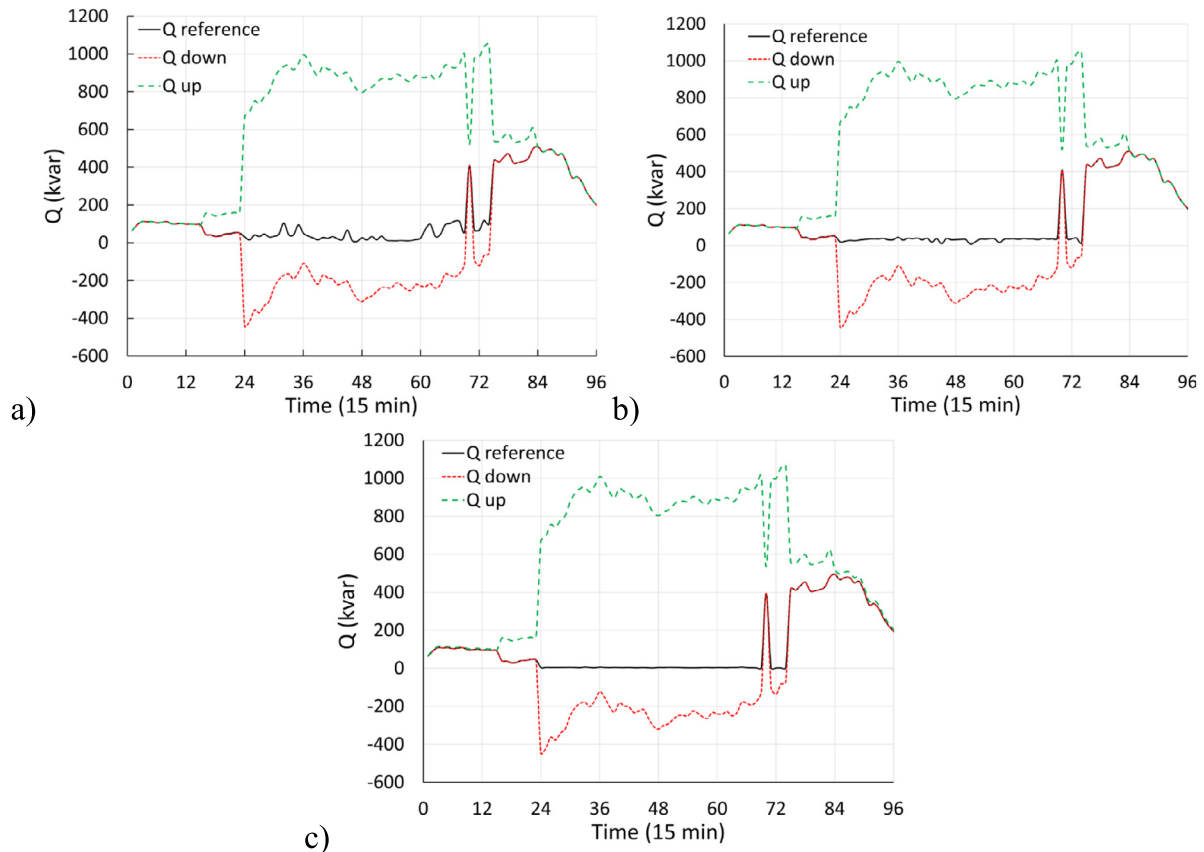 1200
1000
800
600
400
200
0
-200
-400
-600
Q (kvar)
Q reference
Q down
Q up
0 12 24 36 48 60 72 84 96
Time (15 min)
a)
1200
1000
800
600
400
200
0
-200
-400
-600
Q (kvar)
Q reference
Q down
Q up
0 12 24 36 48 60 72 84 96
Time (15 min)
b)
1200
1000
800
600
400
200
0
-200
-400
-600
Q (kvar)
Q reference
Q down
Q up
0 12 24 36 48 60 72 84 96
Time (15 min)
c)